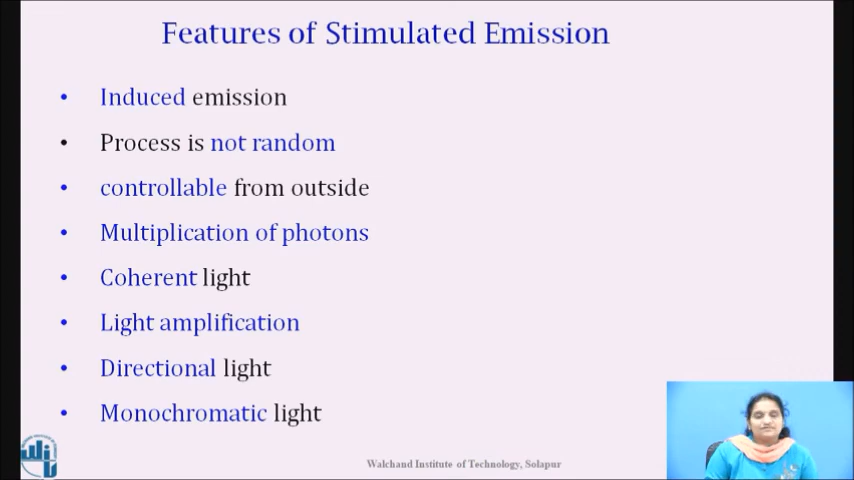 Features of Stimulated Emission
• Induced emission
• Process is not random
• controllable from outside
• Multiplication of photons
• Coherent light
• Light amplification
• Directional light
• Monochromatic light
Walchand Institute of Technology, Solapur